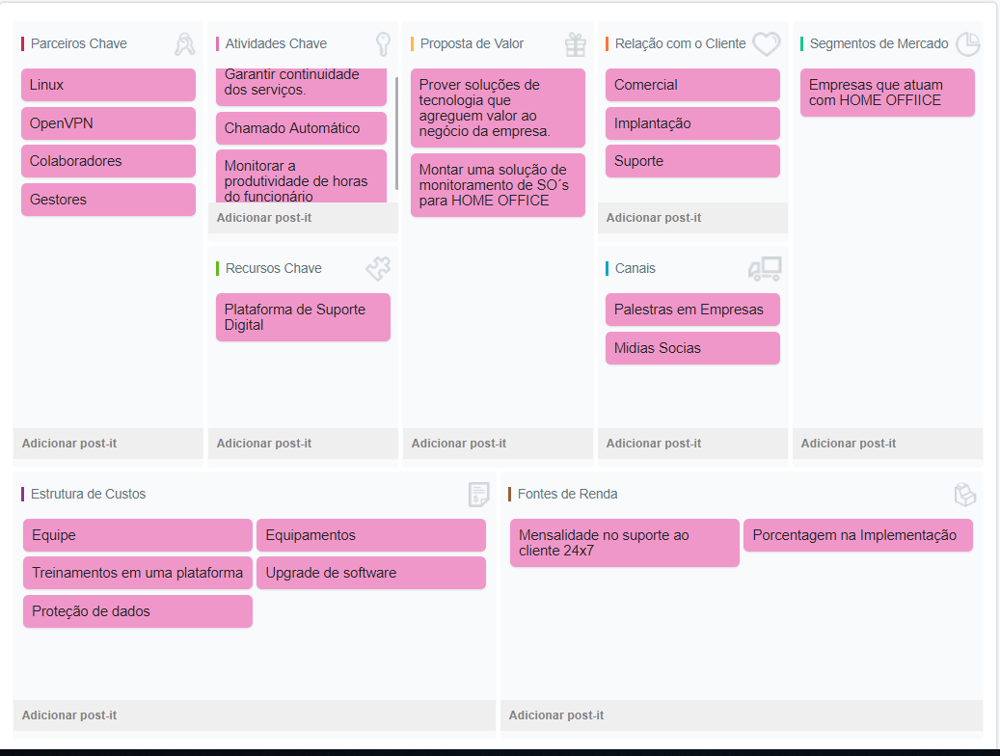 Parceiros Chave
Linux
OpenVPN
Colaboradores
Gestores
Adicionar post-it
Atividades Chave
Garantir continuidade
dos serviços.
Chamado Automático
Monitorar a
produtividade de horas
do funcionário
Adicionar post-it
Recursos Chave
Plataforma de Suporte
Digital
Adicionar post-it
Proposta de Valor
Prover soluções de
tecnologia que
agreguem valor ao
negócio da empresa.
Montar uma solução de
monitoramento de SO´s
para HOME OFFICE
Adicionar post-it
Relação com o Cliente
Comercial
Implantação
Suporte
Adicionar post-it
Canais
Palestras em Empresas
Midias Socias
Adicionar post-it
Segmentos de Mercado
Empresas que atuam
com HOME OFFIICE
Adicionar post-it
Estrutura de Custos
Equipe
Equipamentos
Treinamentos em uma plataforma
Upgrade de software
Proteção de dados
Adicionar post-it
Fontes de Renda
Mensalidade no suporte ao
cliente 24x7
Porcentagem na Implementação
Adicionar post-it